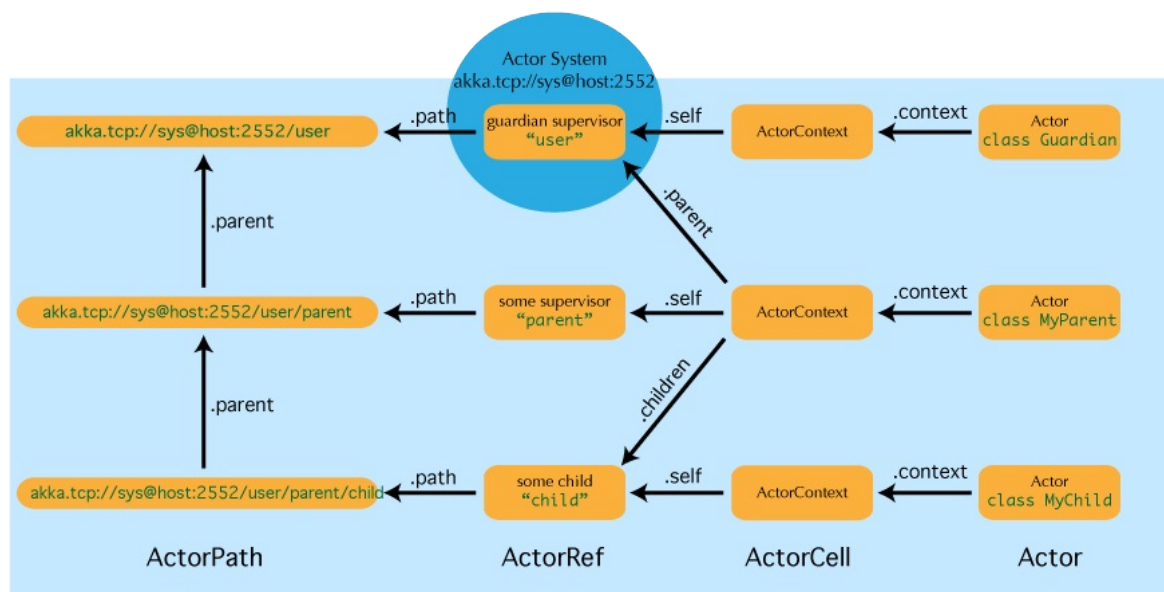 Actor System
akka.tcp://sys@host:2552
akka.tcp://sys@host:2552/user
.path
guardian supervisor
“user”
.self
ActorContext
.context
Actor
class Guardian
.parent
.parent
akka.tcp://sys@host:2552/user/parent
.path
some supervisor
“parent”
.self
ActorContext
.context
Actor
class MyParent
.parent
.children
akka.tcp://sys@host:2552/user/parent/child
.path
some child
“child”
.self
ActorContext
.context
Actor
class MyChild
ActorPath
ActorRef
ActorCell
Actor